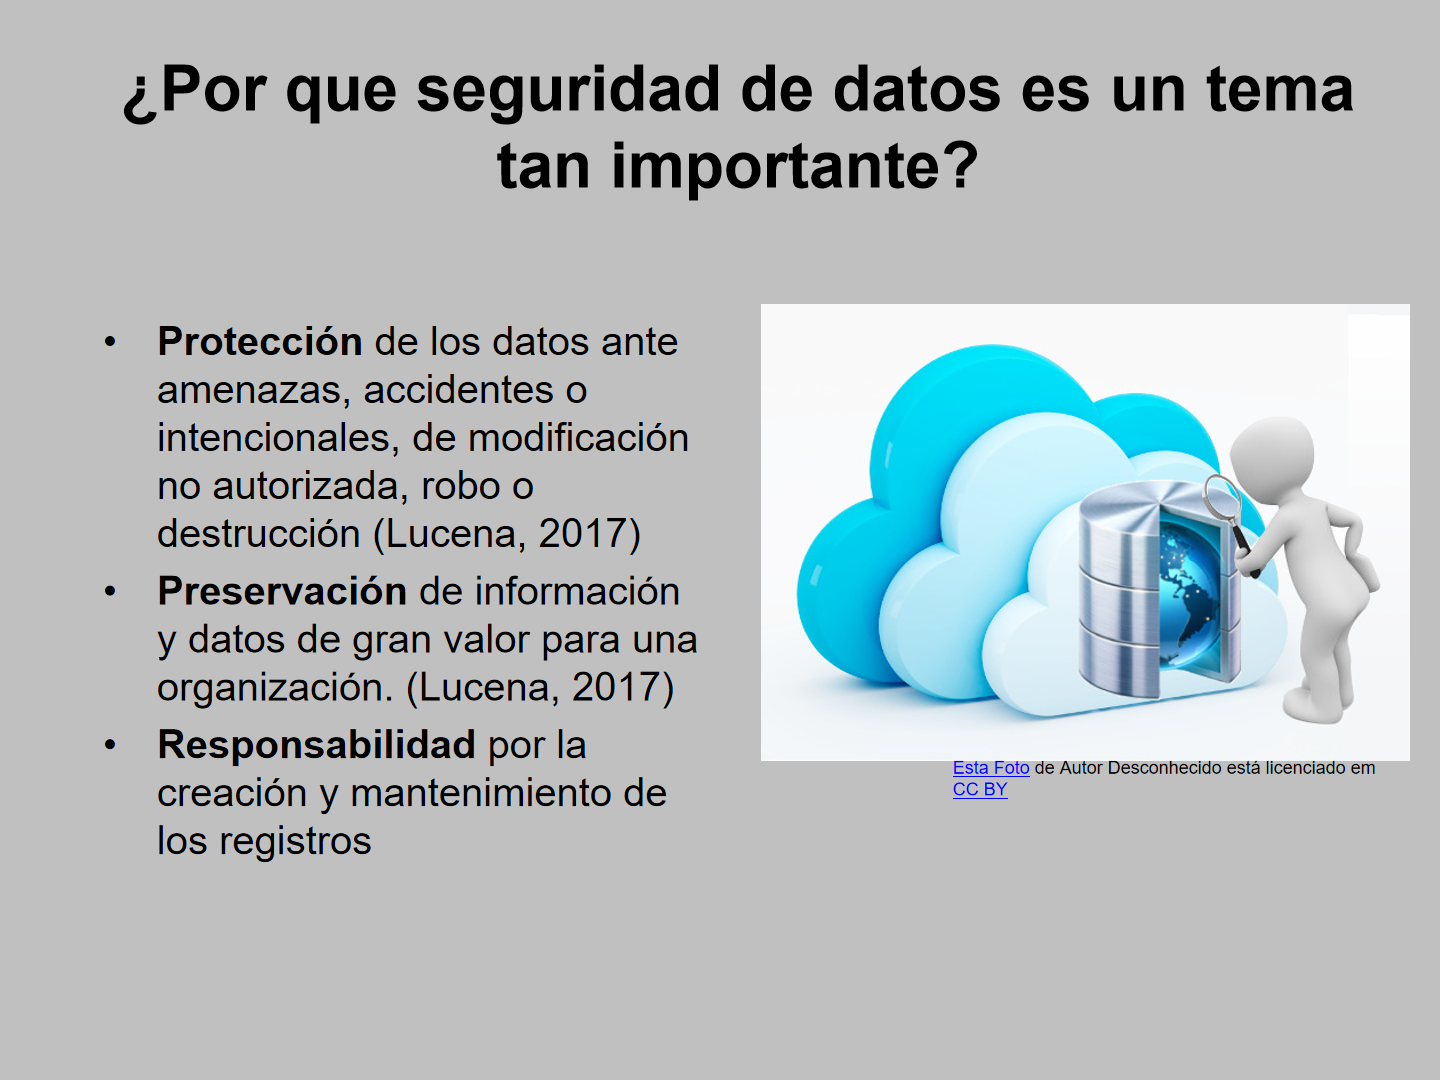 ¿Por que seguridad de datos es un tema
tan importante?
• Protección de los datos ante
amenazas, accidentes o
intencionales, de modificación
no autorizada, robo o
destrucción (Lucena, 2017)
• Preservación de información
y datos de gran valor para una
organización. (Lucena, 2017)
• Responsabilidad por la
creación y mantenimiento de
los registros
Esta Foto de Autor Desconhecido está licenciado em
CC BY